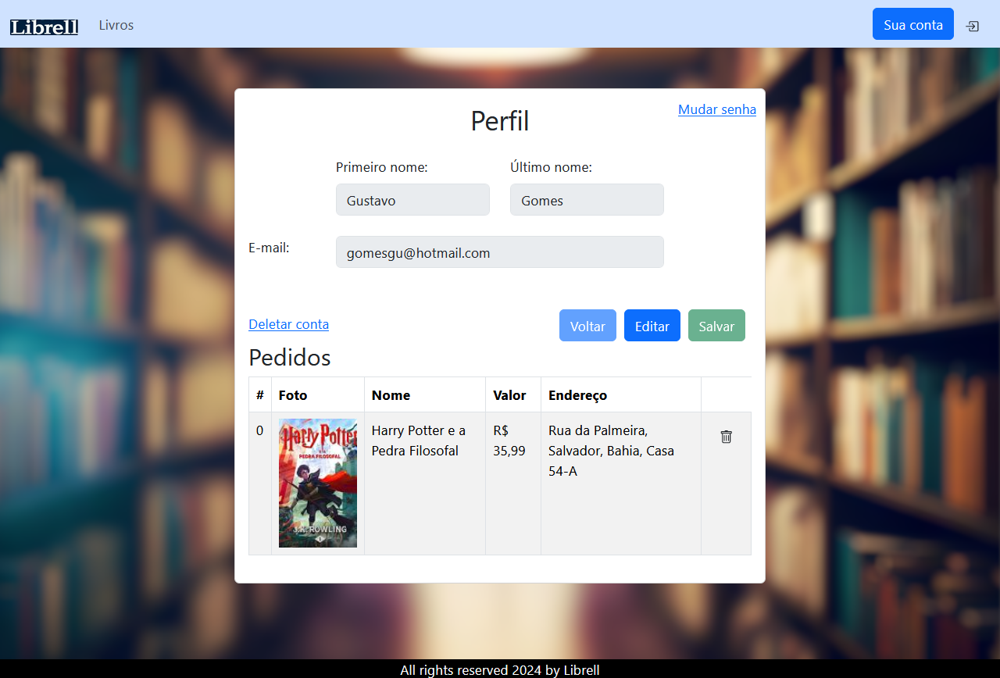 Librell Livros Sua conta
Perfil
Mudar senha
Primeiro nome: Último nome:
Gustavo Gomes
E-mail: gomesgu@hotmail.com
Deletar conta Voltar Editar Salvar
Pedidos
# Foto Nome Valor Endereço
0
Harry Potter
E A
PEDRA FILOSOFAL
J.K. ROWLING
Harry Potter e a
Pedra Filosofal
R$
35,99
Rua da Palmeira,
Salvador, Bahia, Casa
54-A
All rights reserved 2024 by Librell